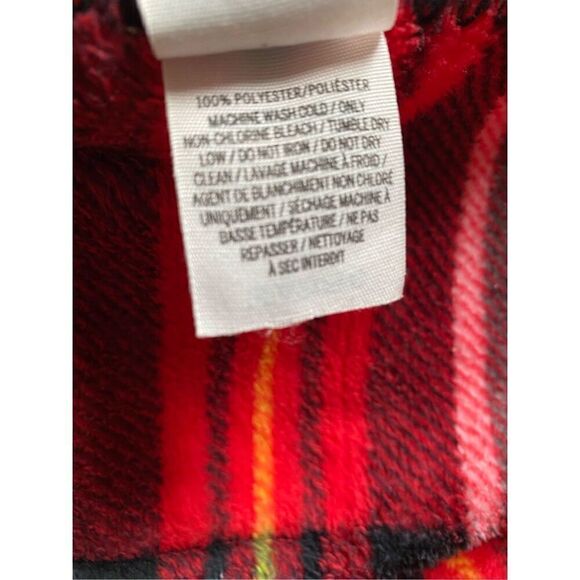 100% POLYESTER/POLIÉSTER
MACHINE WASH COLD / ONLY
NON-CHLORINE BLEACH / TUMBLE DRY
LOW / DO NOT IRON / DO NOT DRY
CLEAN / LAVAGE MACHINE À FROID /
AGENT DE BLANCHIMENT NON CHLORÉ
UNIQUEMENT / SÉCHAGE MACHINE À
BASSE TEMPÉRATURE / NE PAS
REPASSER / NETTOYAGE
À SEC INTERDIT